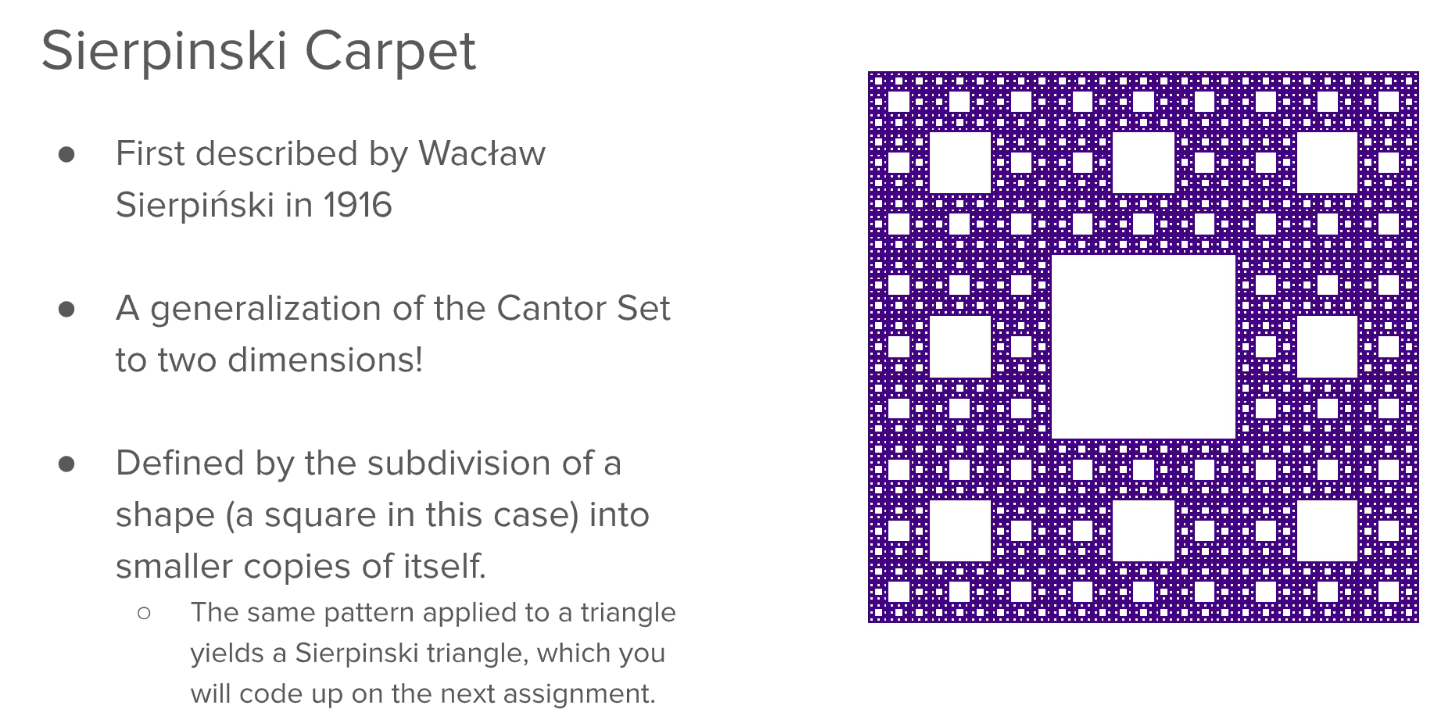 Sierpinski Carpet
● First described by Wacław
Sierpiński in 1916
● A generalization of the Cantor Set
to two dimensions!
● Defined by the subdivision of a
shape (a square in this case) into
smaller copies of itself.
○ The same pattern applied to a triangle
yields a Sierpinski triangle, which you
will code up on the next assignment.